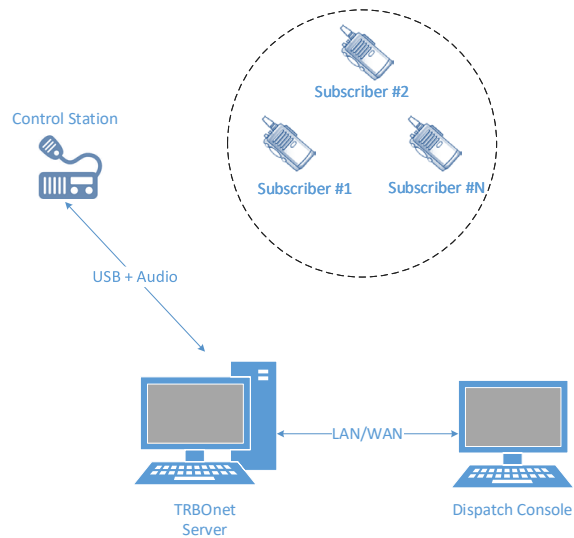 Subscriber #2
Control Station
Subscriber #1
Subscriber #N
USB + Audio
LAN/WAN
TRBOnet
Server
Dispatch Console